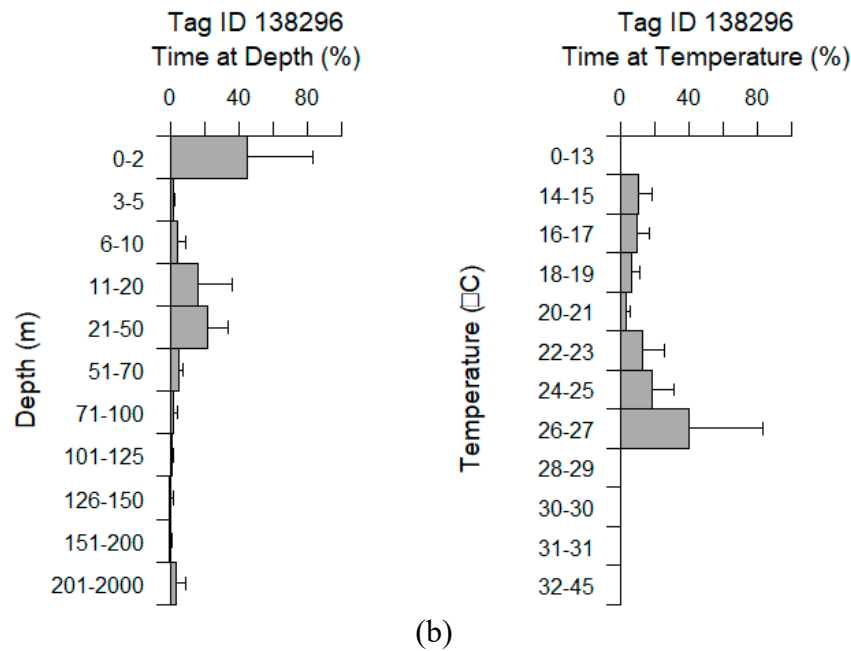 Tag ID 138296
Time at Depth (%)
0 40 80
0-2
3-5
6-10
11-20
21-50
51-70
71-100
101-125
126-150
151-200
201-2000
Depth (m)
Tag ID 138296
Time at Temperature (%)
0 40 80
0-13
14-15
16-17
18-19
20-21
22-23
24-25
26-27
28-29
30-30
31-31
32-45
Temperature (□C)
(b)